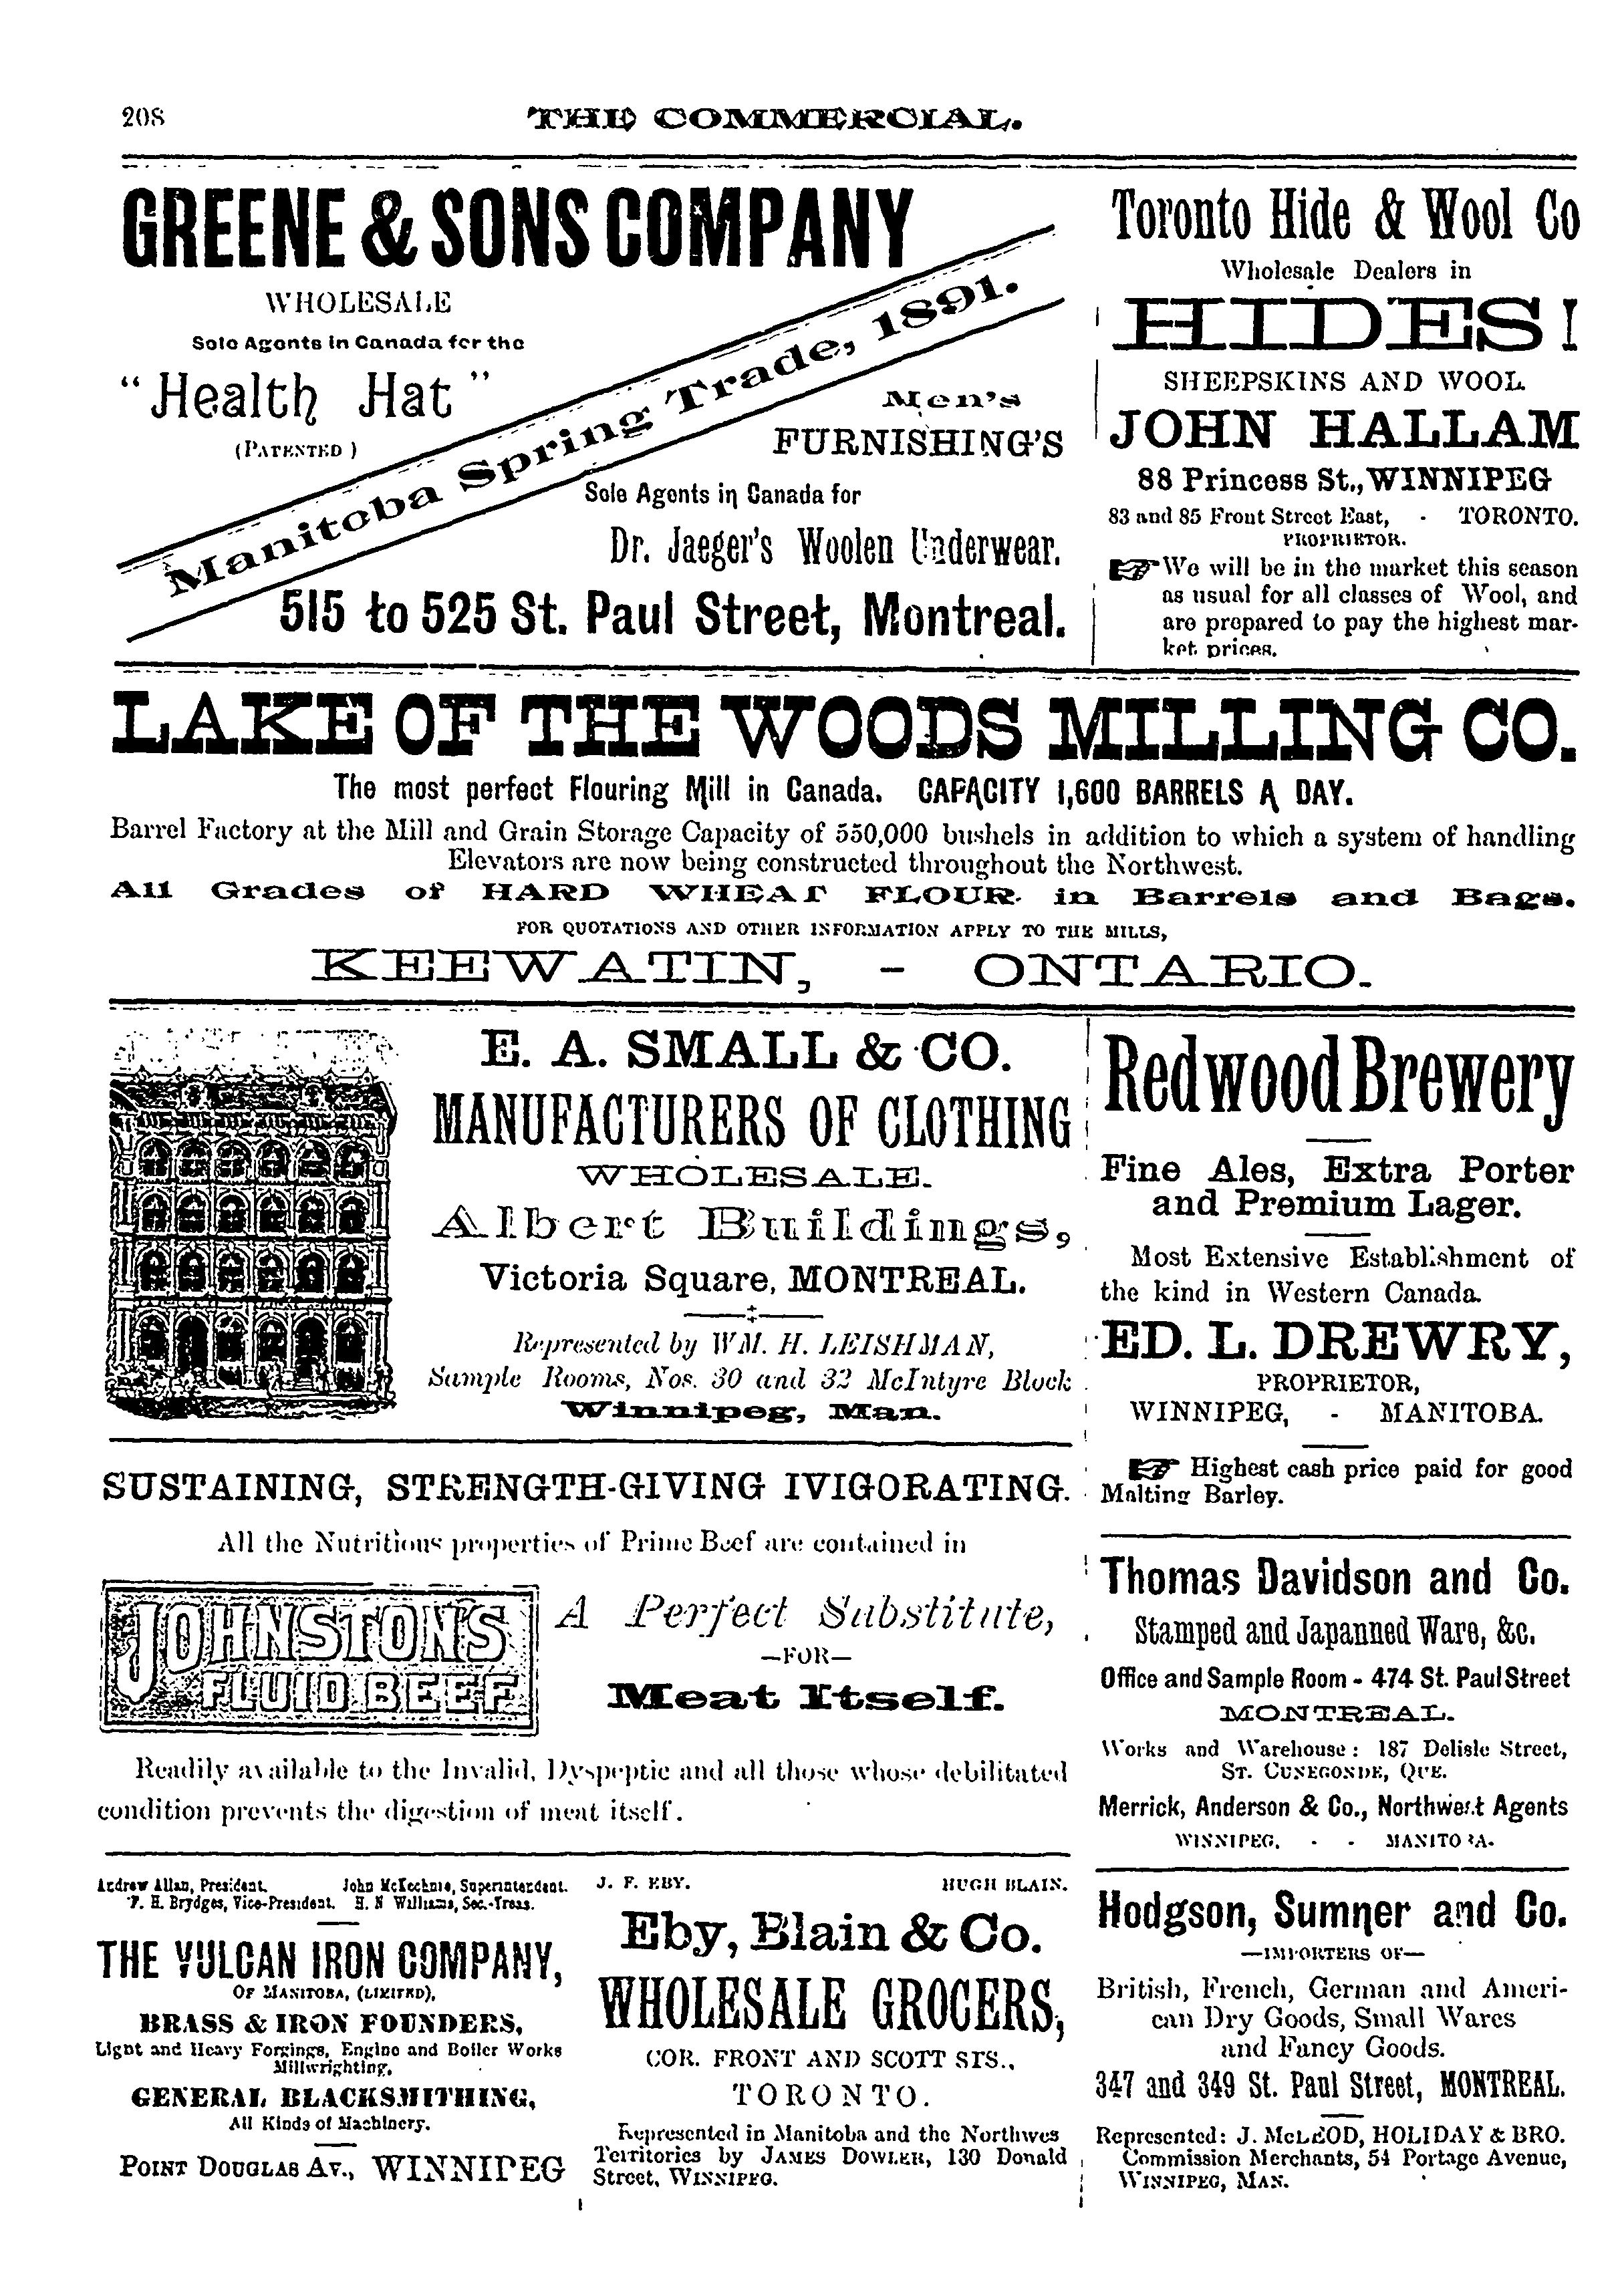 208
THE COMMERCIAL.
GREENE & SONS COMPANY
WHOLESALE
Sole Agents in Canada for the
"Health Hat"
(PATENTED)
Manitoba Spring Trade, 1891.
Men's
FURNISHING'S
Sole Agents in Canada for
Dr. Jaeger's Woolen Underwear.
515 to 525 St. Paul Street, Montreal.
Toronto Hide & Wool Co
Wholesale Dealers in
HIDES!
SHEEPSKINS AND WOOL
JOHN HALLAM
88 Princess St., WINNIPEG
83 and 85 Front Street East, - TORONTO.
PROPRIETOR.
☞ We will be in the market this season
as usual for all classes of Wool, and
are prepared to pay the highest mar-
ket prices.
LAKE OF THE WOODS MILLING CO.
The most perfect Flouring Mill in Canada. CAPACITY 1,600 BARRELS A DAY.
Barrel Factory at the Mill and Grain Storage Capacity of 550,000 bushels in addition to which a system of handling
Elevators are now being constructed throughout the Northwest.
All Grades of HARD WHEAT FLOUR in Barrels and Bags.
FOR QUOTATIONS AND OTHER INFORMATION APPLY TO THE MILLS,
KEEWATIN, - ONTARIO.
E. A. SMALL & CO.
MANUFACTURERS OF CLOTHING
WHOLESALE.
Albert Buildings,
Victoria Square, MONTREAL.
Represented by WM. H. LEISHMAN,
Sample Rooms, Nos. 30 and 32 McIntyre Block
Winnipeg, Man.
Redwood Brewery
Fine Ales, Extra Porter
and Premium Lager.
Most Extensive Establishment of
the kind in Western Canada.
ED. L. DREWRY,
PROPRIETOR,
WINNIPEG, - MANITOBA.
☞ Highest cash price paid for good
Malting Barley.
SUSTAINING, STRENGTH-GIVING IVIGORATING.
All the Nutritious properties of Prime Beef are contained in
JOHNSTON'S
FLUID BEEF
A Perfect Substitute,
—FOR—
Meat Itself.
Readily available to the Invalid, Dyspeptic and all those whose debilitated
condition prevents the digestion of meat itself.
Thomas Davidson and Co.
Stamped and Japanned Ware, &c.
Office and Sample Room - 474 St. Paul Street
MONTREAL.
Works and Warehouse: 187 Delisle Street,
ST. CUNEGONDE, QUE.
Merrick, Anderson & Co., Northwest Agents
WINNIPEG, - - MANITOBA.
Andrew Allan, President. John McKechnie, Superintendent.
F. H. Brydges, Vice-President. H. N Williams, Sec.-Treas.
THE VULCAN IRON COMPANY,
OF MANITOBA, (LIMITED),
BRASS & IRON FOUNDERS,
Light and Heavy Forgings, Engine and Boiler Works
Millwrighting,
GENERAL BLACKSMITHING,
All Kinds of Machinery.
POINT DOUGLAS AV., WINNIPEG
J. F. EBY. HUGH BLAIN.
Eby, Blain & Co.
WHOLESALE GROCERS,
COR. FRONT AND SCOTT STS.,
TORONTO.
Represented in Manitoba and the Northwes
Territories by JAMES DOWLER, 130 Donald
Street, WINNIPEG.
Hodgson, Sumner and Co.
—IMPORTERS OF—
British, French, German and Ameri-
can Dry Goods, Small Wares
and Fancy Goods.
347 and 349 St. Paul Street, MONTREAL.
Represented: J. McLEOD, HOLIDAY & BRO.
Commission Merchants, 54 Portage Avenue,
WINNIPEG, MAN.